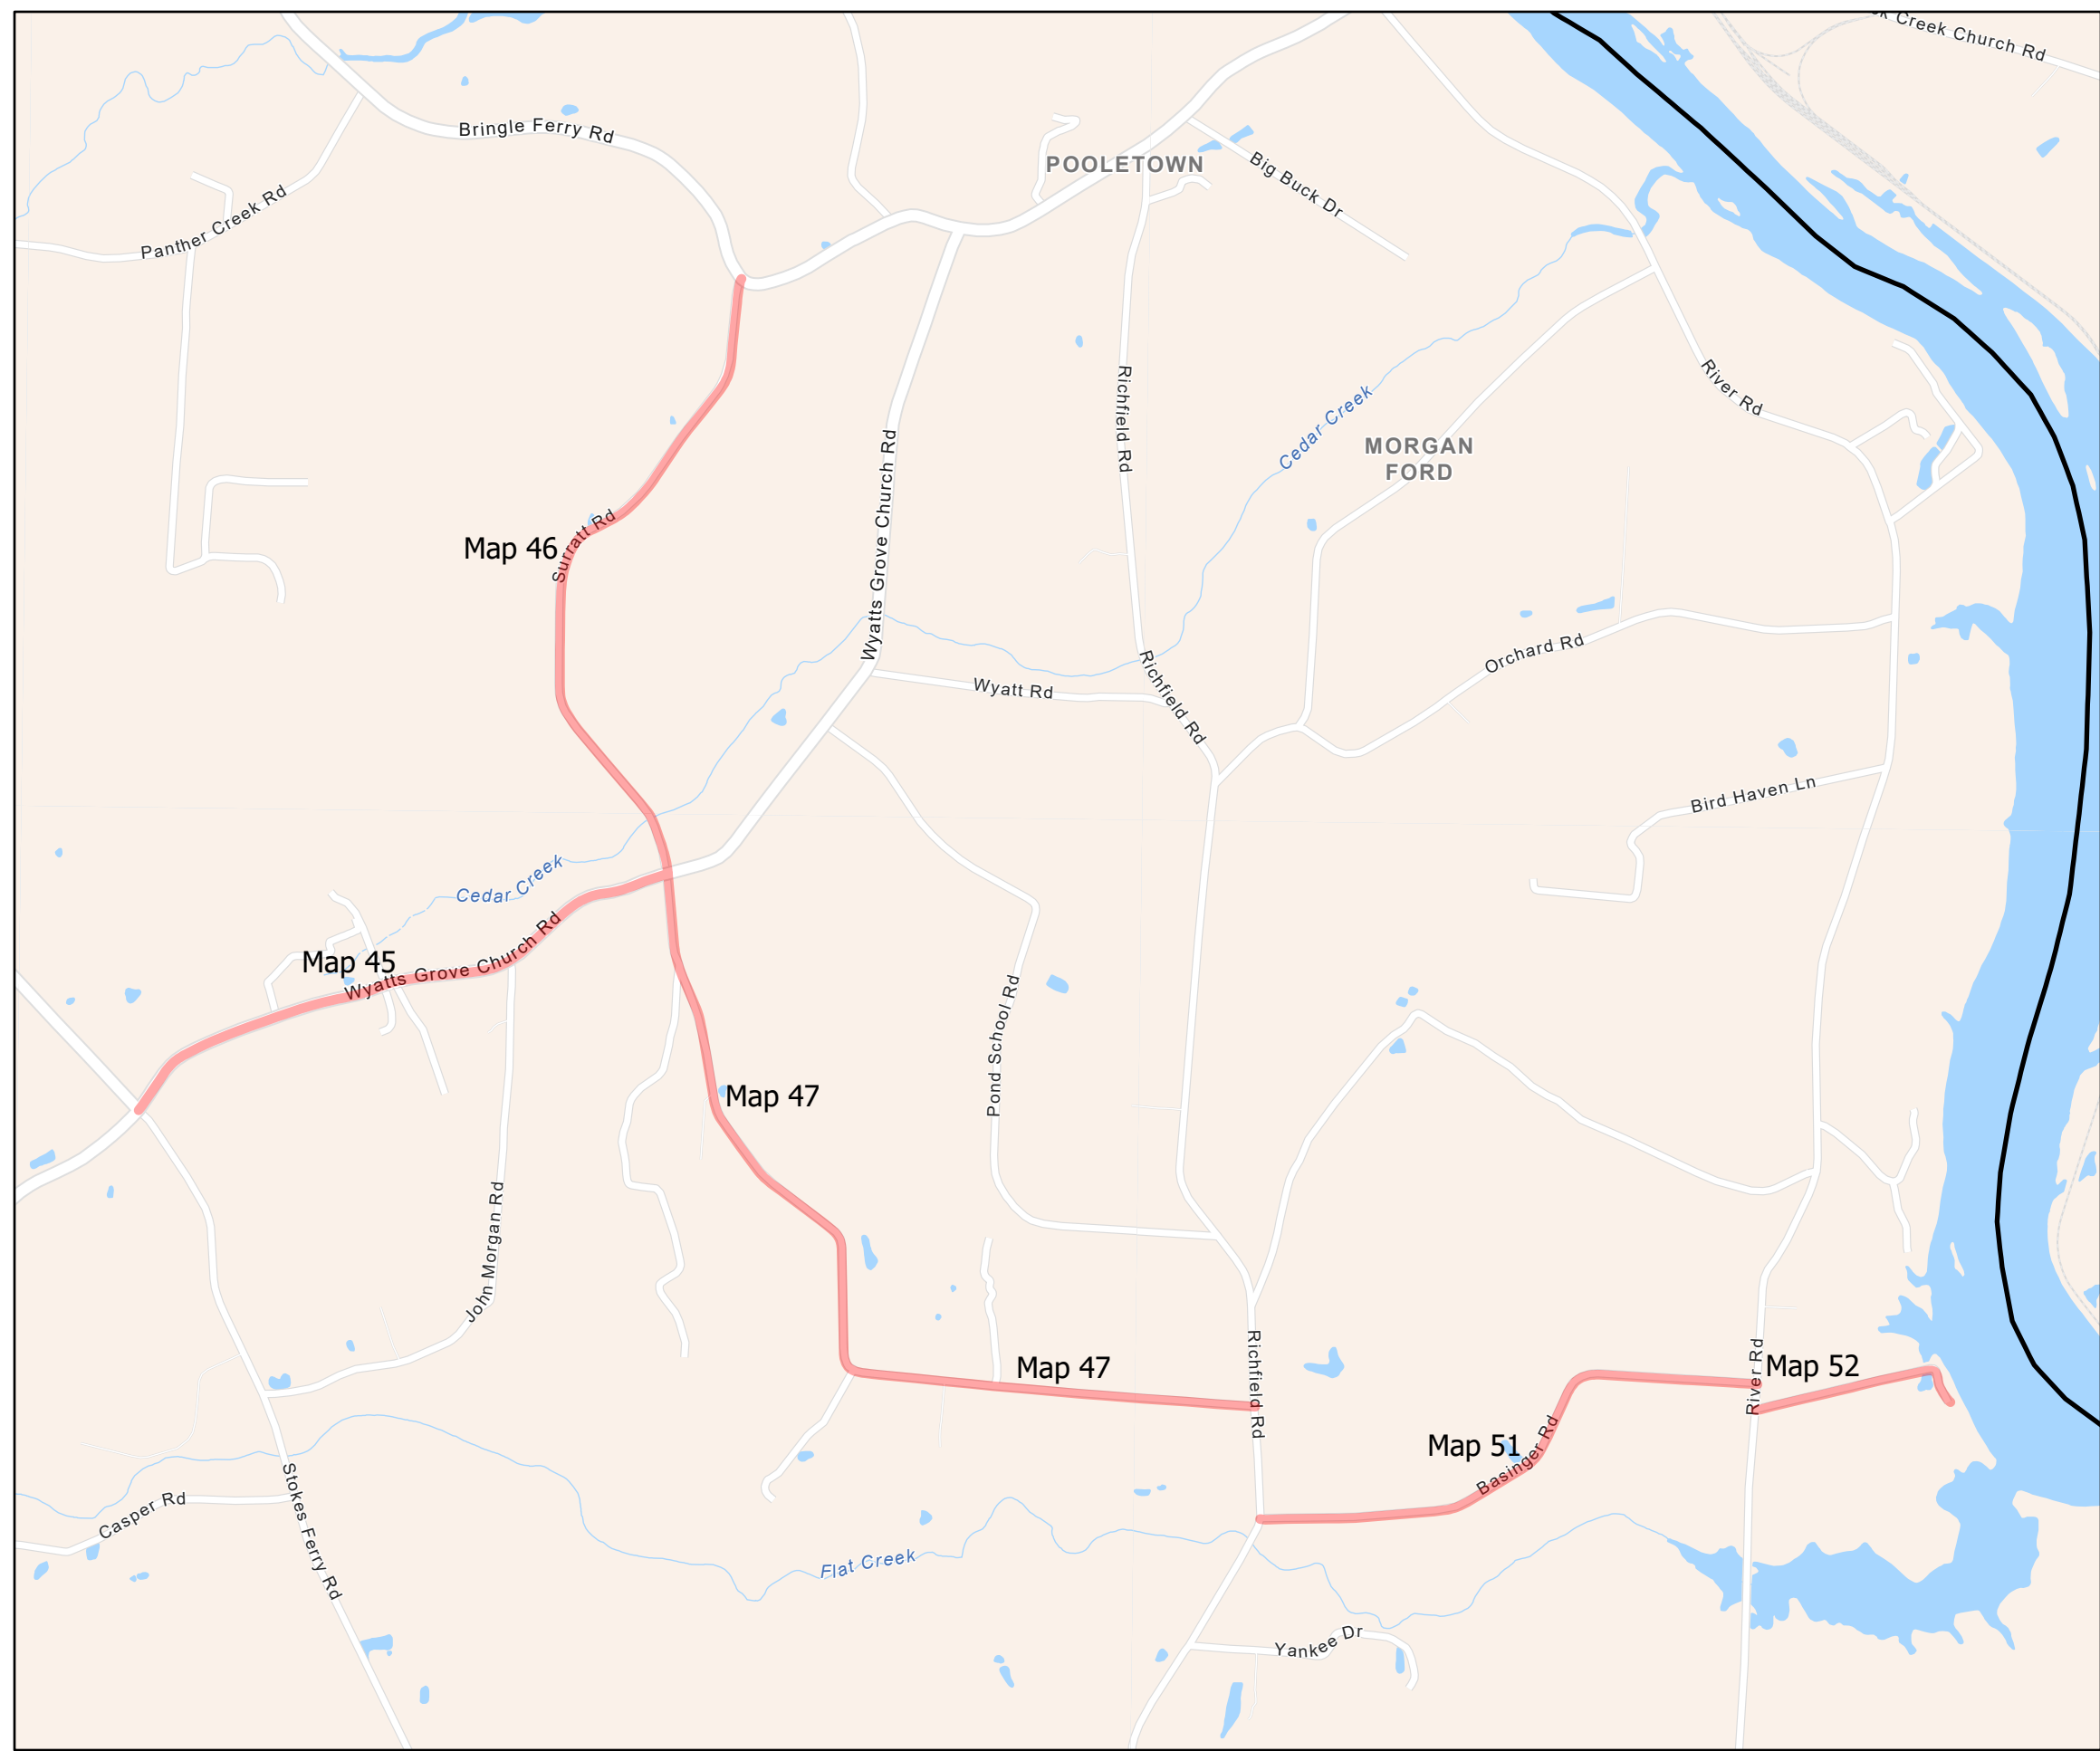 ck Creek Church Rd
Bringle Ferry Rd
POOLETOWN
Big Buck Dr
Panther Creek Rd
Richfield Rd
River Rd
Cedar Creek
MORGAN
FORD
Wyatts Grove Church Rd
Map 46
Surratt Rd
Orchard Rd
Wyatt Rd
Richfield Rd
Bird Haven Ln
Cedar Creek
Map 45
Wyatts Grove Church Rd
Pond School Rd
Map 47
John Morgan Rd
Map 47
Richfield Rd
River Rd
Map 52
Map 51
Basinger Rd
Casper Rd
Stokes Ferry Rd
Flat Creek
Yankee Dr